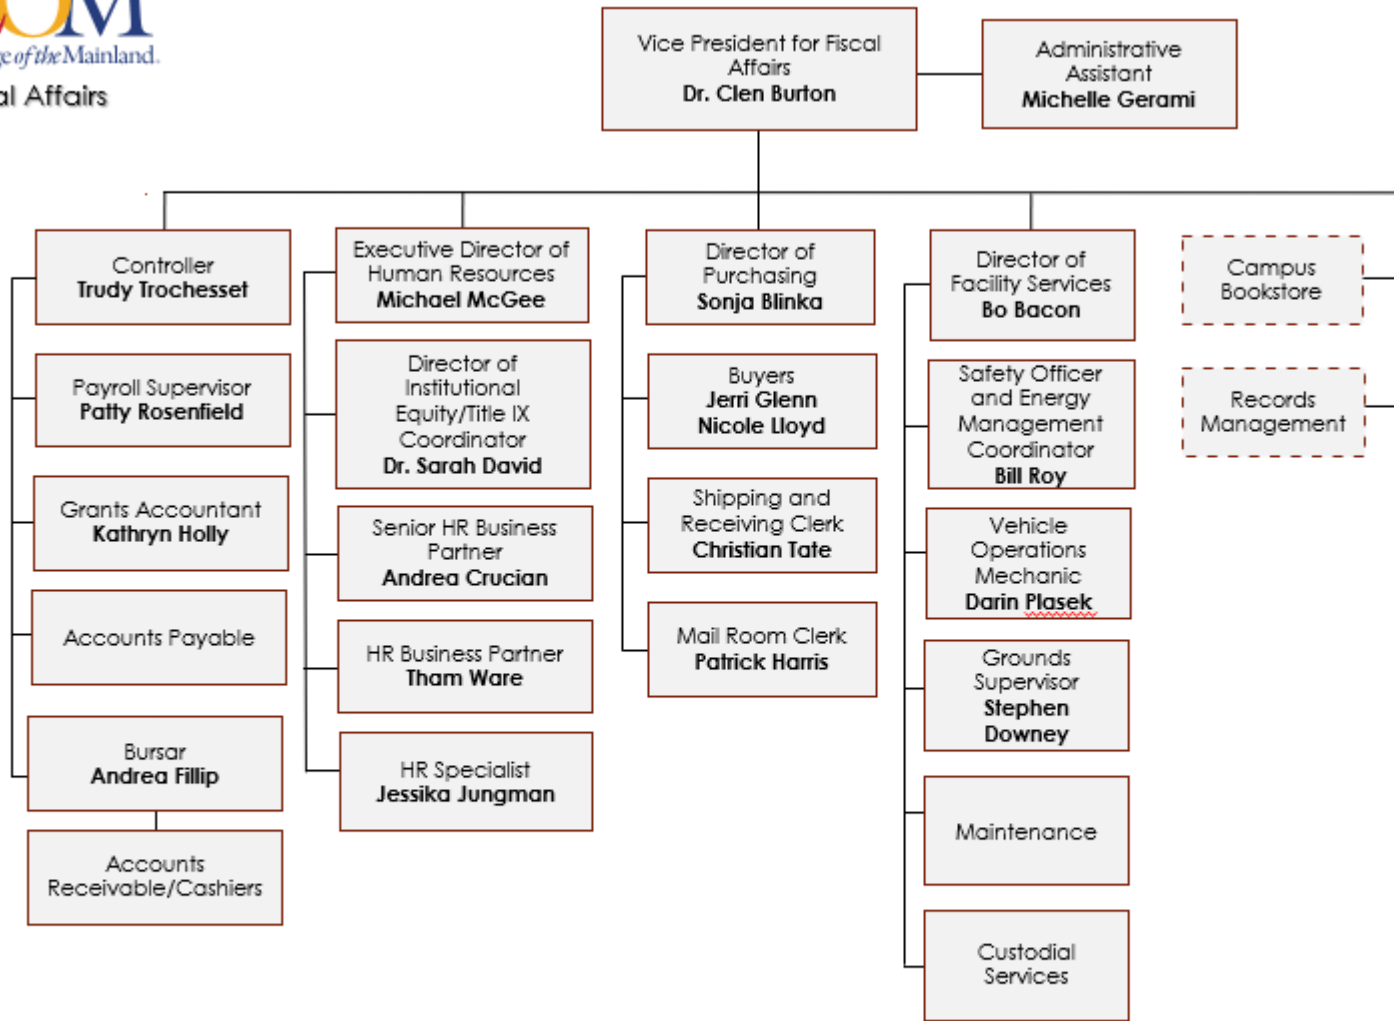 OM
of the Mainland.
al Affairs
Vice President for Fiscal
Affairs
Dr. Clen Burton
Administrative
Assistant
Michelle Gerami
Controller
Trudy Trochesset
Payroll Supervisor
Patty Rosenfield
Grants Accountant
Kathryn Holly
Accounts Payable
Bursar
Andrea Fillip
Accounts
Receivable/Cashiers
Executive Director of
Human Resources
Michael McGee
Director of
Institutional
Equity/Title IX
Coordinator
Dr. Sarah David
Senior HR Business
Partner
Andrea Crucian
HR Business Partner
Tham Ware
HR Specialist
Jessika Jungman
Director of
Purchasing
Sonja Blinka
Buyers
Jerri Glenn
Nicole Lloyd
Shipping and
Receiving Clerk
Christian Tate
Mail Room Clerk
Patrick Harris
Director of
Facility Services
Bo Bacon
Safety Officer
and Energy
Management
Coordinator
Bill Roy
Vehicle
Operations
Mechanic
Darin Plasek
Grounds
Supervisor
Stephen
Downey
Maintenance
Custodial
Services
Campus
Bookstore
Records
Management